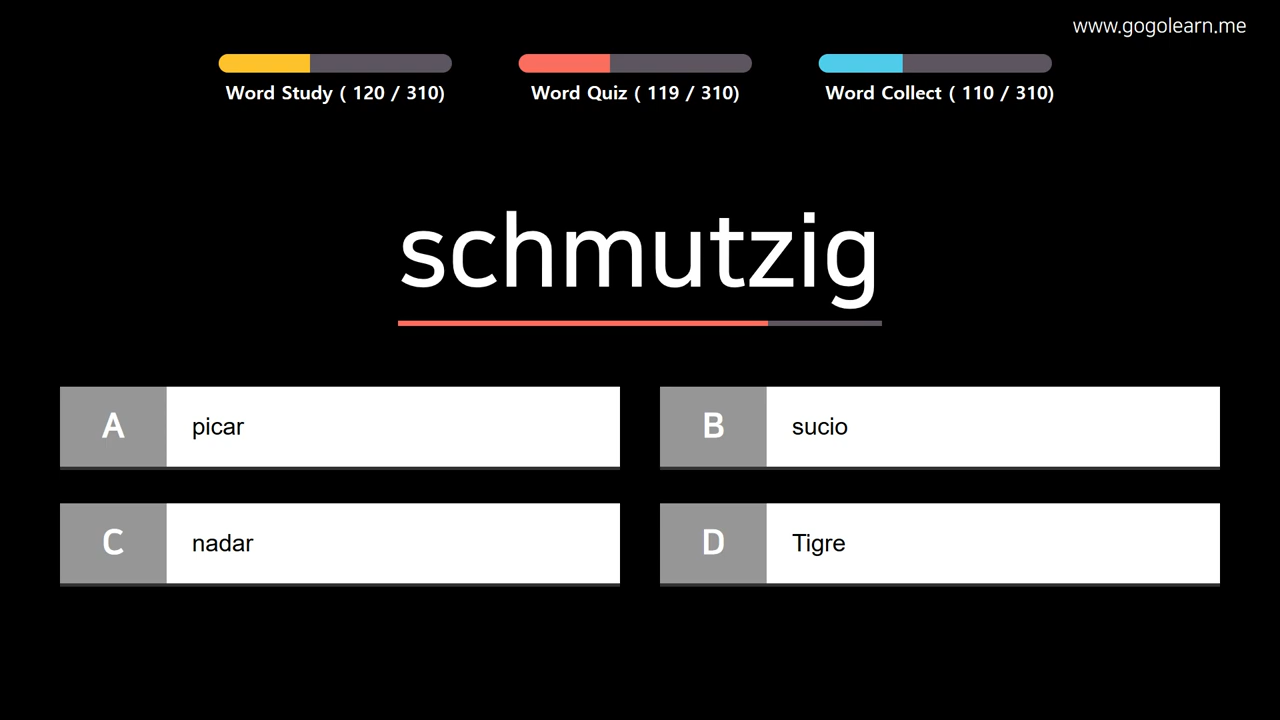 www.gogolearn.me
Word Study ( 120 / 310)
Word Quiz ( 119 / 310)
Word Collect ( 110 / 310)
schmutzig
A picar
B sucio
C nadar
D Tigre